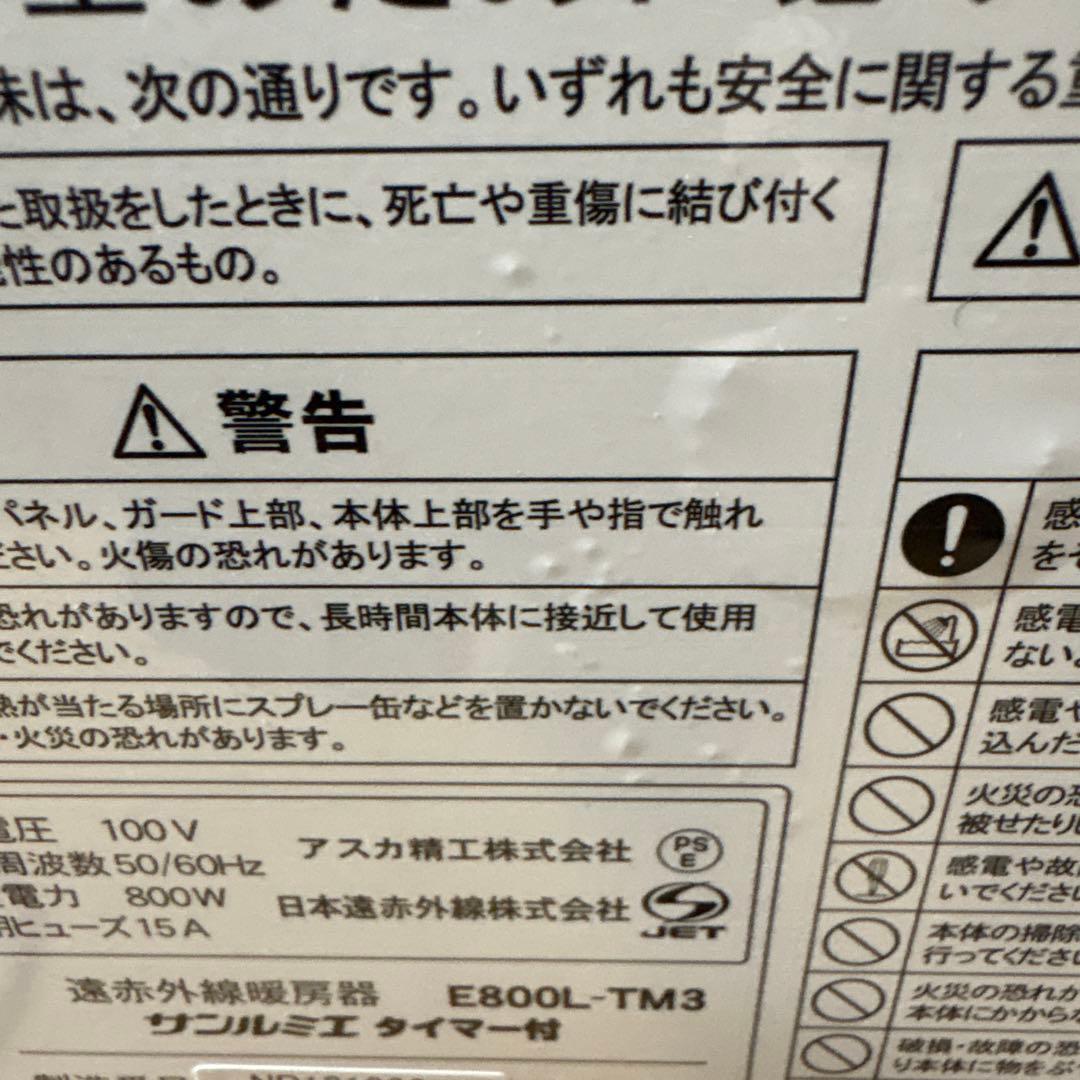 味は、次の通りです。いずれも安全に関する重
取扱をしたときに、死亡や重傷に結び付く
性のあるもの。
警告
パネル、ガード上部、本体上部を手や指で触れ
ださい。火傷の恐れがあります。
恐れがありますので、長時間本体に接近して使用
でください。
熱が当たる場所にスプレー缶などを置かないでください。
・火災の恐れがあります。
電圧 100V
周波数 50/60Hz
電力 800W
用ヒューズ 15A
アスカ精工株式会社
PS
E
日本遠赤外線株式会社
JET
遠赤外線暖房器 E800L-TM3
サンルミエ タイマー付
製造番号
感
をそ
感電
ない。
感電や
込んだ
火災の恐
被せたり
感電や故
いでください
本体の掃除
行ってくださ
火災の恐れが
本体にかからな
破損・故障の恐
り本体に物をぶ